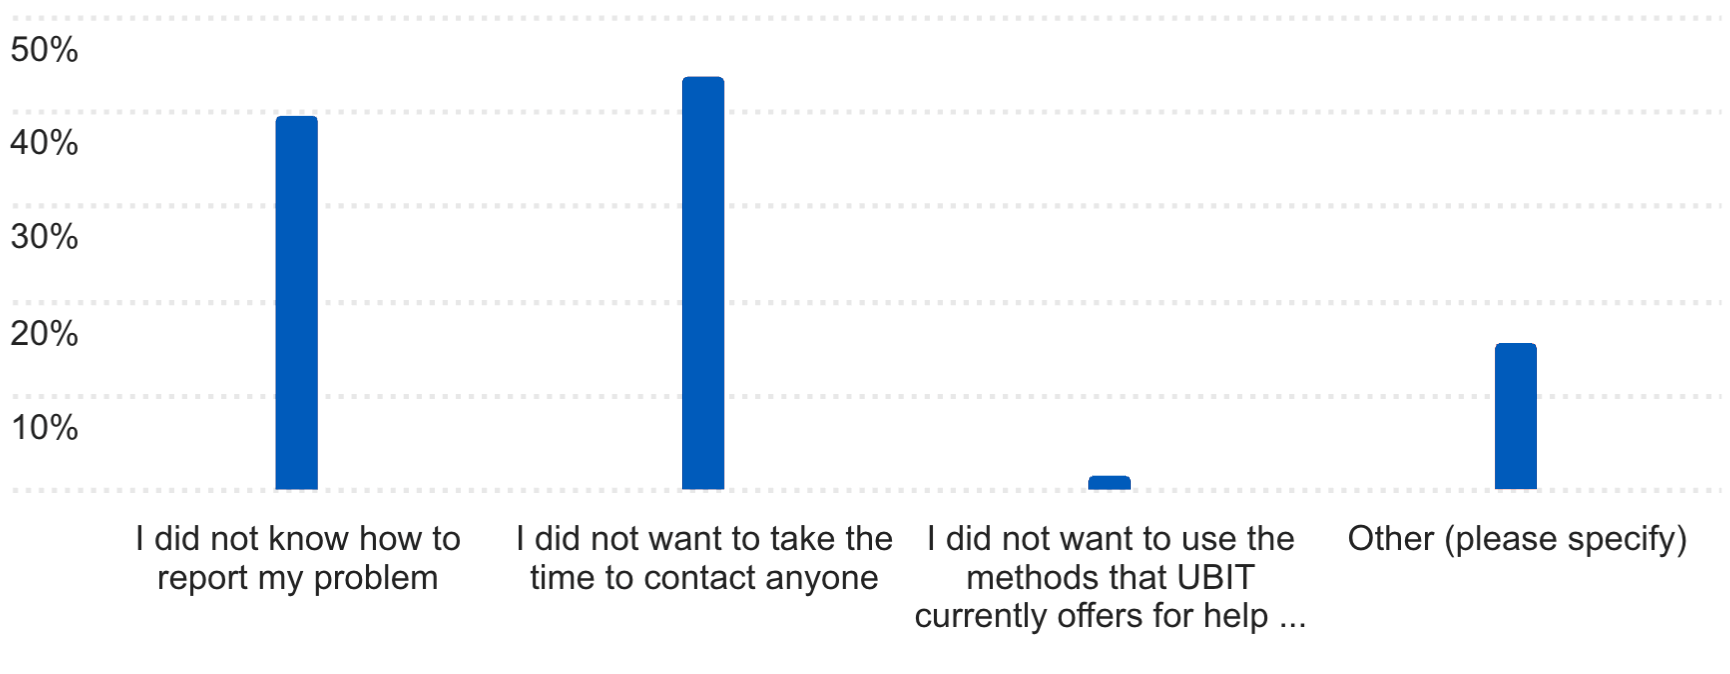 50%
40%
30%
20%
10%
I did not know how to
report my problem
I did not want to take the
time to contact anyone
I did not want to use the
methods that UBIT
currently offers for help ...
Other (please specify)